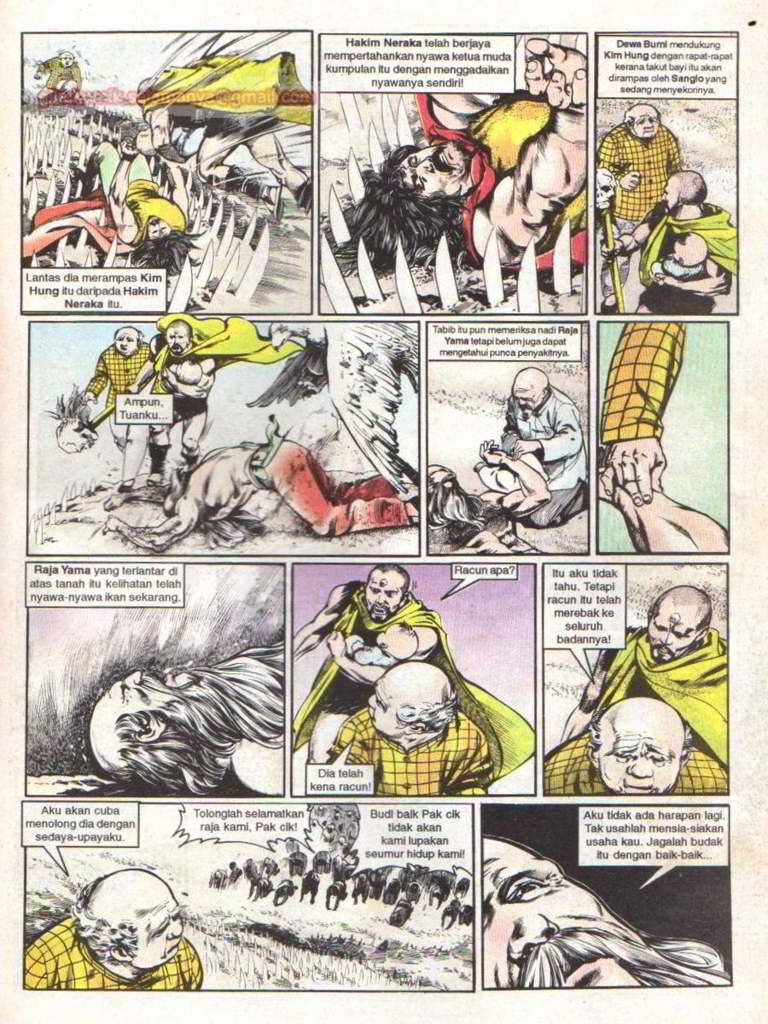 Lantas dia merampas Kim
Hung itu daripada Hakim
Neraka itu.
Hakim Neraka telah berjaya
mempertahankan nyawa ketua muda
kumpulan itu dengan menggadaikan
nyawanya sendiri!
Dewa Bumi mendukung
Kim Hung dengan rapat-rapat
kerana takut bayi itu akan
dirampas oleh Sanglo yang
sedang menyekorinya.
Ampun,
Tuanku...
Tabib itu pun memeriksa nadi Raja
Yama tetapi belum juga dapat
mengetahui punca penyakitnya.
Raja Yama yang terlantar di
atas tanah itu kelihatan telah
nyawa-nyawa ikan sekarang.
Racun apa?
Dia telah
kena racun!
Itu aku tidak
tahu. Tetapi
racun itu telah
merebak ke
seluruh
badannya!
Aku akan cuba
menolong dia dengan
sedaya-upayaku.
Tolonglah selamatkan
raja kami, Pak cik!
Budi baik Pak cik
tidak akan
kami lupakan
seumur hidup kami!
Aku tidak ada harapan lagi.
Tak usahlah mensia-siakan
usaha kau. Jagalah budak
itu dengan baik-baik...